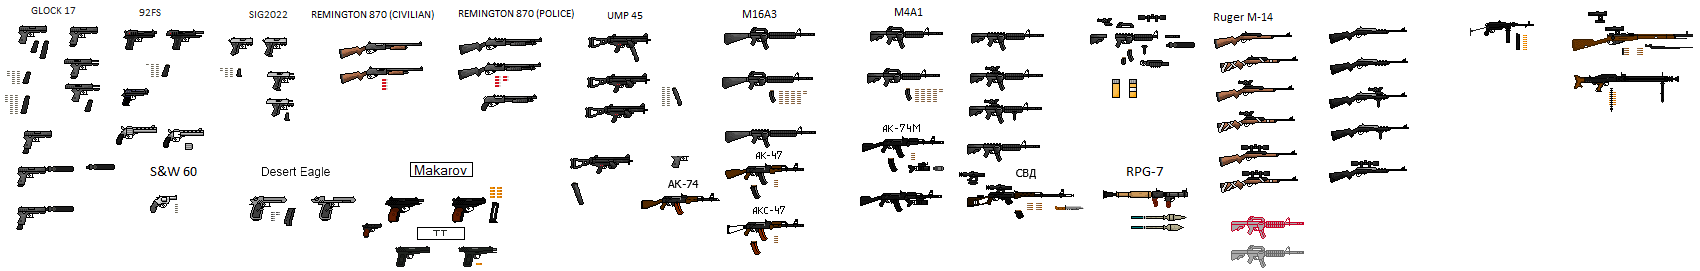 GLOCK 17
92FS
SIG2022
REMINGTON 870 (CIVILIAN)
REMINGTON 870 (POLICE)
UMP 45
M16A3
M4A1
Ruger M-14
AK-74M
AK-47
S&W 60
Desert Eagle
Makarov
AK-74
СВД
RPG-7
АКС-47
TT